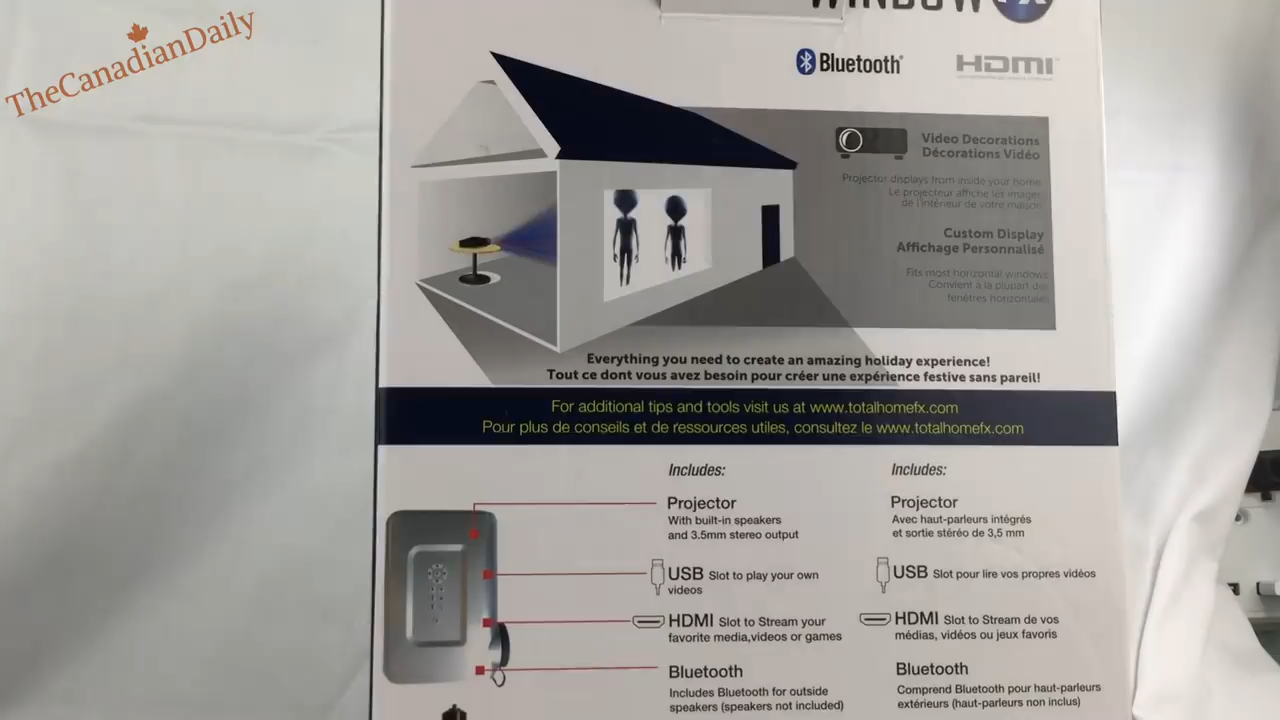 TheCanadianDaily
WINDOW FX
Bluetooth®
HDMI™
Video Decorations
Décorations Vidéo
Projector displays from inside your home.
Le projecteur affiche les images
de l'intérieur de votre maison.
Custom Display
Affichage Personnalisé
Fits most horizontal windows
Convient à la plupart des
fenêtres horizontales
Everything you need to create an amazing holiday experience!
Tout ce dont vous avez besoin pour créer une expérience festive sans pareil!
For additional tips and tools visit us at www.totalhomefx.com
Pour plus de conseils et de ressources utiles, consultez le www.totalhomefx.com
Includes:
Projector
With built-in speakers
and 3.5mm stereo output
USB Slot to play your own
videos
HDMI Slot to Stream your
favorite media,videos or games
Bluetooth
Includes Bluetooth for outside
speakers (speakers not included)
Includes:
Projector
Avec haut-parleurs intégrés
et sortie stéréo de 3,5 mm
USB Slot pour lire vos propres vidéos
HDMI Slot to Stream de vos
médias, vidéos ou jeux favoris
Bluetooth
Comprend Bluetooth pour haut-parleurs
extérieurs (haut-parleurs non inclus)